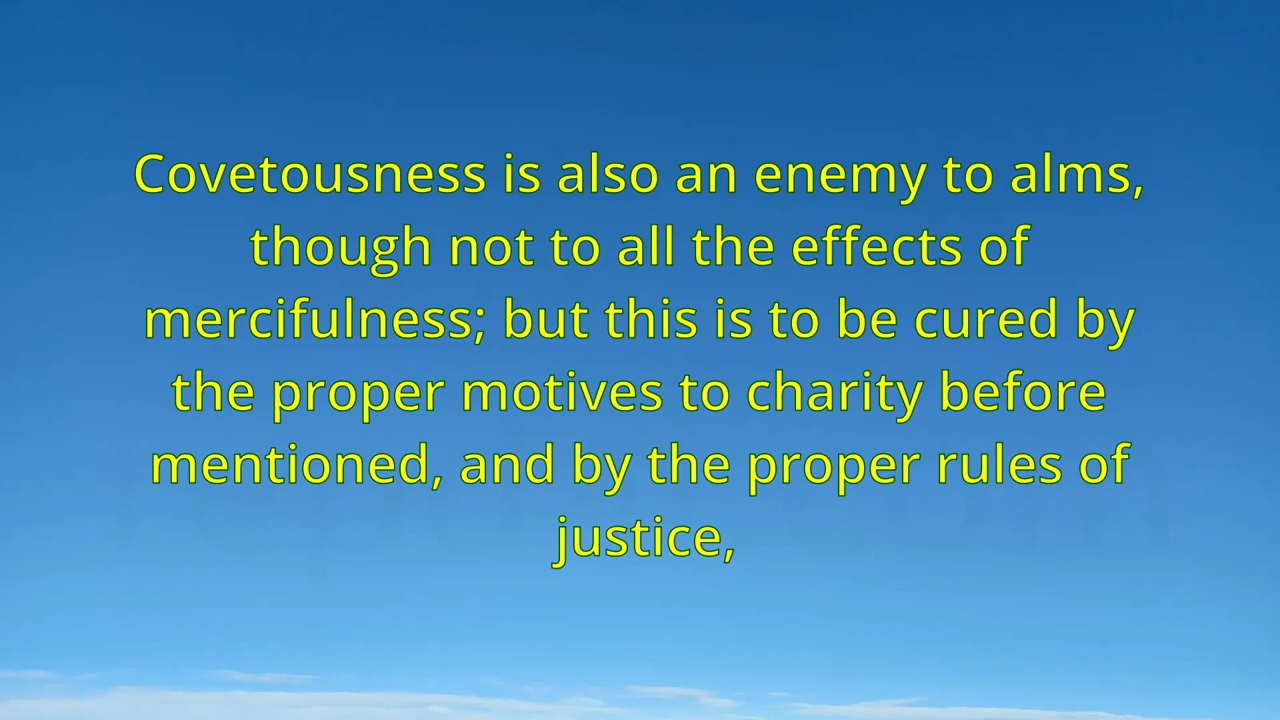 Covetousness is also an enemy to alms,
though not to all the effects of
mercifulness; but this is to be cured by
the proper motives to charity before
mentioned, and by the proper rules of
justice,